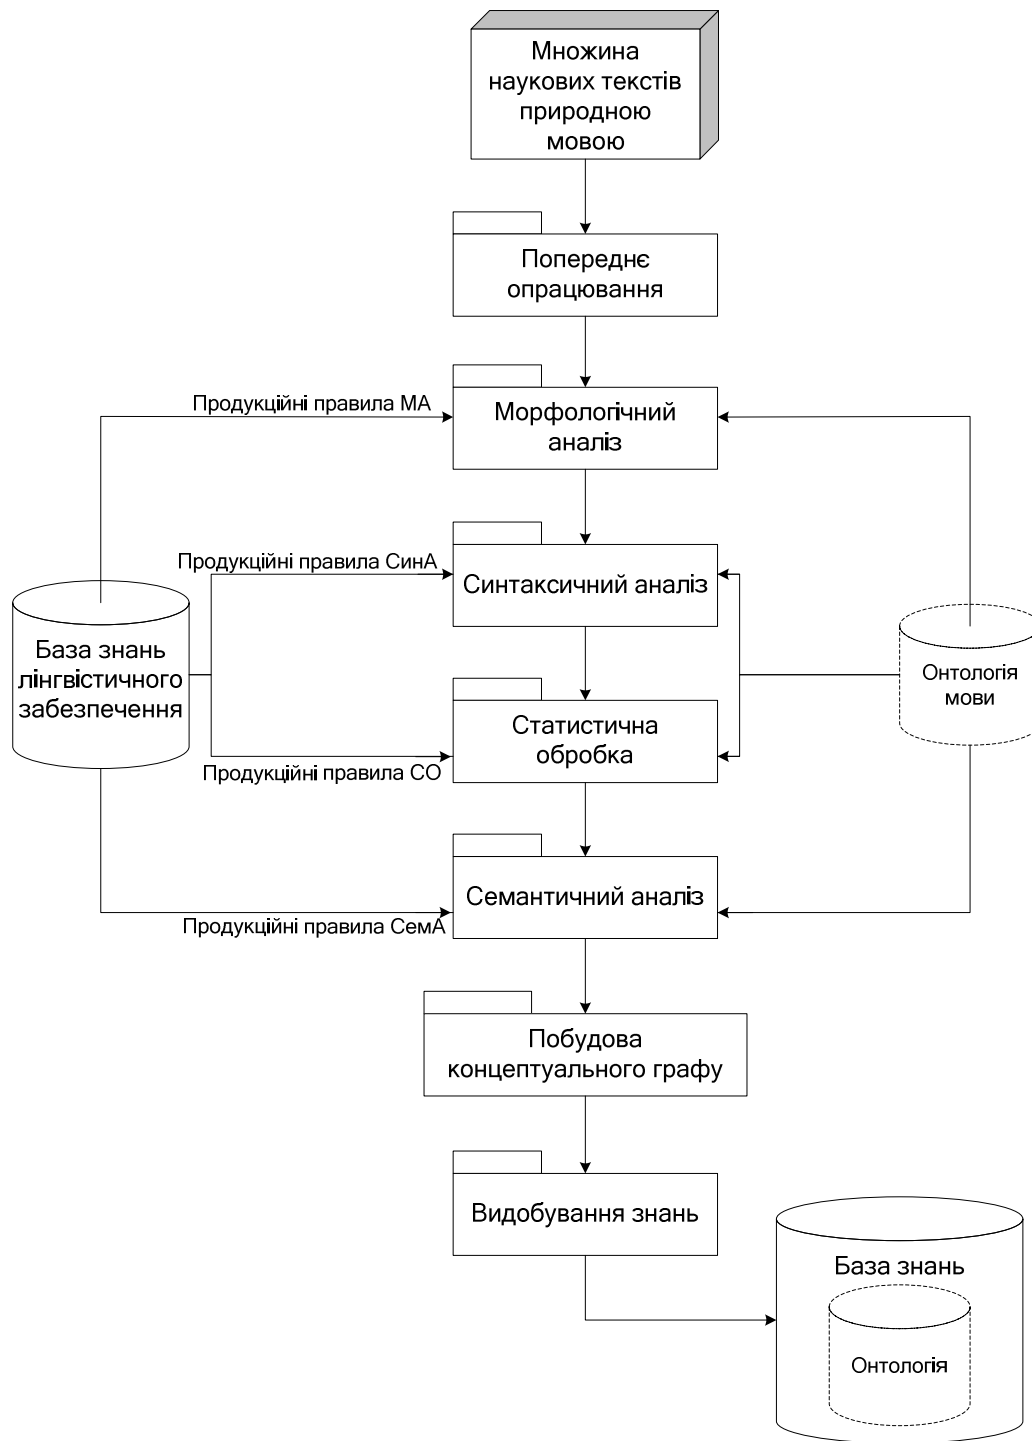 Множина
наукових текстів
природною
мовою
Попереднє
опрацювання
Продукційні правила МА
Морфологічний
аналіз
Продукційні правила СинА
Синтаксичний аналіз
База знань
лінгвістичного
забезпечення
Онтологія
мови
Статистична
обробка
Продукційні правила СО
Семантичний аналіз
Продукційні правила СемА
Побудова
концептуального графу
Видобування знань
База знань
Онтологія